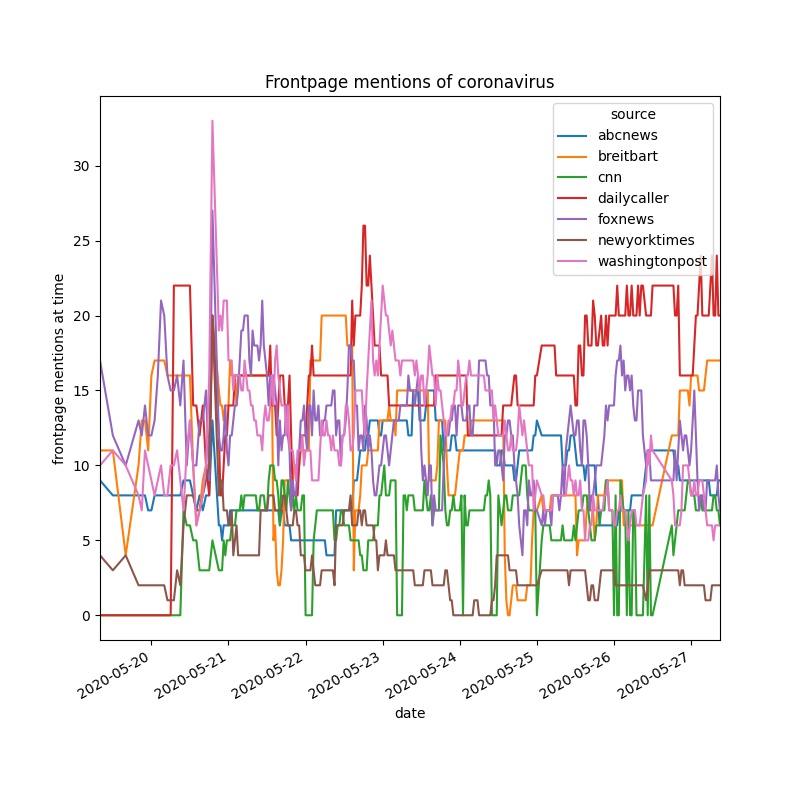 Frontpage mentions of coronavirus
source
abcnews
breitbart
cnn
dailycaller
foxnews
newyorktimes
washingtonpost
frontpage mentions at time
30
25
20
15
10
5
0
2020-05-20
2020-05-21
2020-05-22
2020-05-23
2020-05-24
2020-05-25
2020-05-26
2020-05-27
date